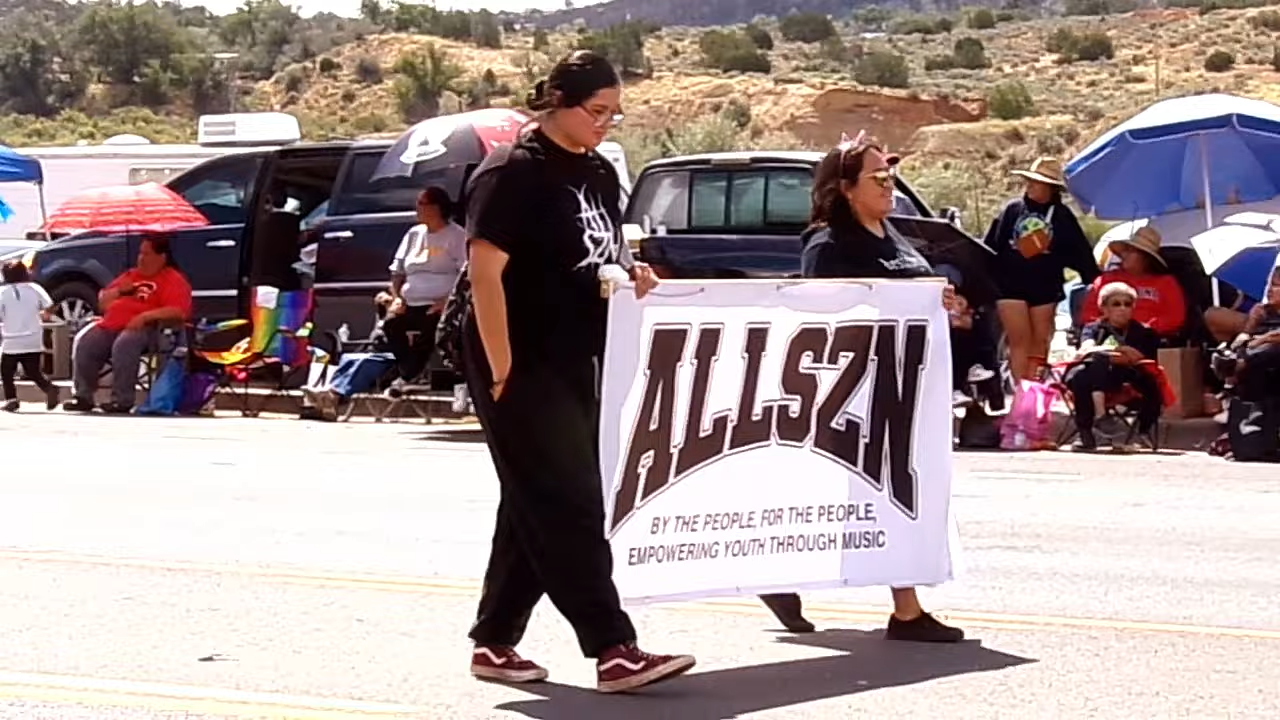 ALLSZN
BY THE PEOPLE, FOR THE PEOPLE,
EMPOWERING YOUTH THROUGH MUSIC